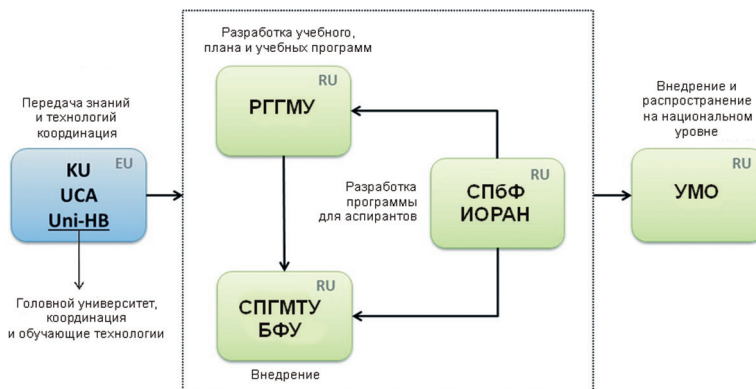 Передача знаний
и технологий
координация
EU
KU
UCA
Uni-HB
Головной университет,
координация
и обучающие технологии
Разработка учебного,
плана и учебных программ
RU
РГГМУ
Разработка
программы
для аспирантов
RU
СПбФ
ИОРАН
RU
СПГМТУ
БФУ
Внедрение
Внедрение и
распространение
на национальном
уровне
RU
УМО